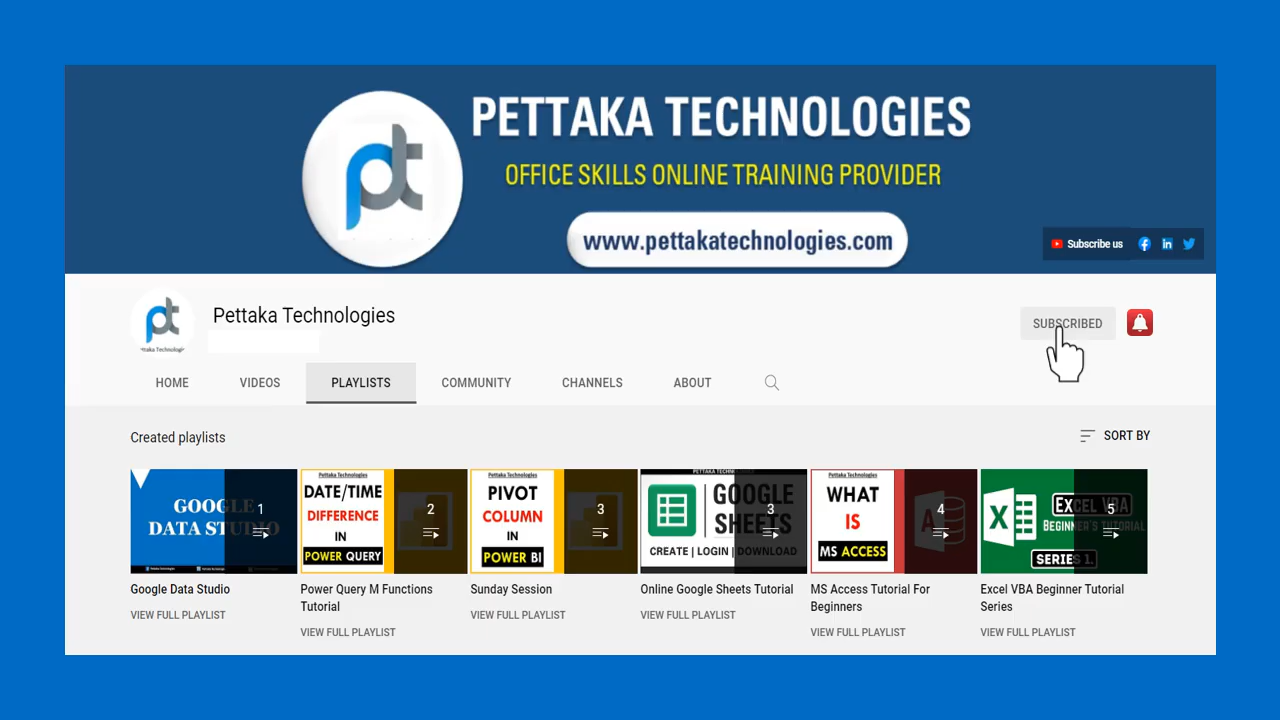 pt
PETTAKA TECHNOLOGIES
OFFICE SKILLS ONLINE TRAINING PROVIDER
www.pettakatechnologies.com
Subscribe us
pt
Pettaka Technologies
SUBSCRIBED
HOME VIDEOS PLAYLISTS COMMUNITY CHANNELS ABOUT
Created playlists
SORT BY
GOOGLE
DATA STUDIO
1
Pettaka Technologies
DATE/TIME
DIFFERENCE
IN
POWER QUERY
2
Pettaka Technologies
PIVOT
COLUMN
IN
POWER BI
3
PETTAKA TECHNOLOGIES
GOOGLE
SHEETS
CREATE | LOGIN | DOWNLOAD
3
Pettaka Technologies
WHAT
IS
MS ACCESS
4
EXCEL VBA
BEGINNER'S TUTORIAL
SERIES 1.
5
Google Data Studio
VIEW FULL PLAYLIST
Power Query M Functions
Tutorial
VIEW FULL PLAYLIST
Sunday Session
VIEW FULL PLAYLIST
Online Google Sheets Tutorial
VIEW FULL PLAYLIST
MS Access Tutorial For
Beginners
VIEW FULL PLAYLIST
Excel VBA Beginner Tutorial
Series
VIEW FULL PLAYLIST